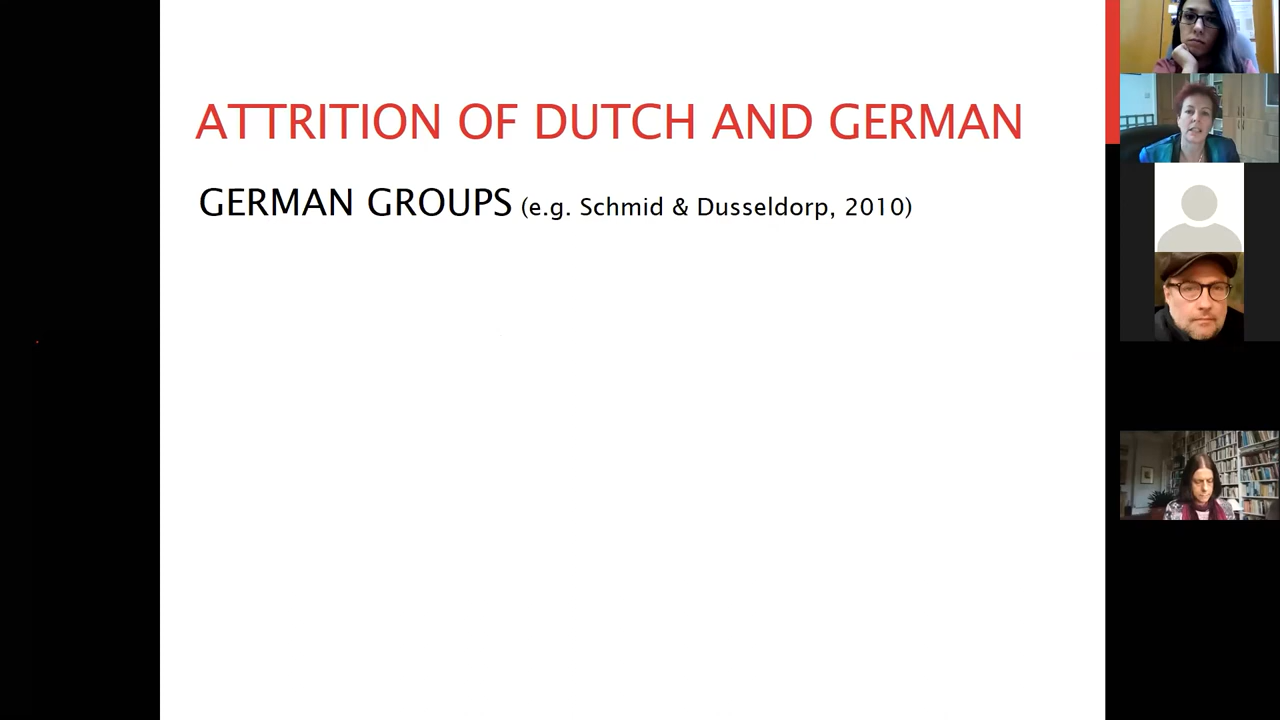 ATTRITION OF DUTCH AND GERMAN
GERMAN GROUPS (e.g. Schmid & Dusseldorp, 2010)